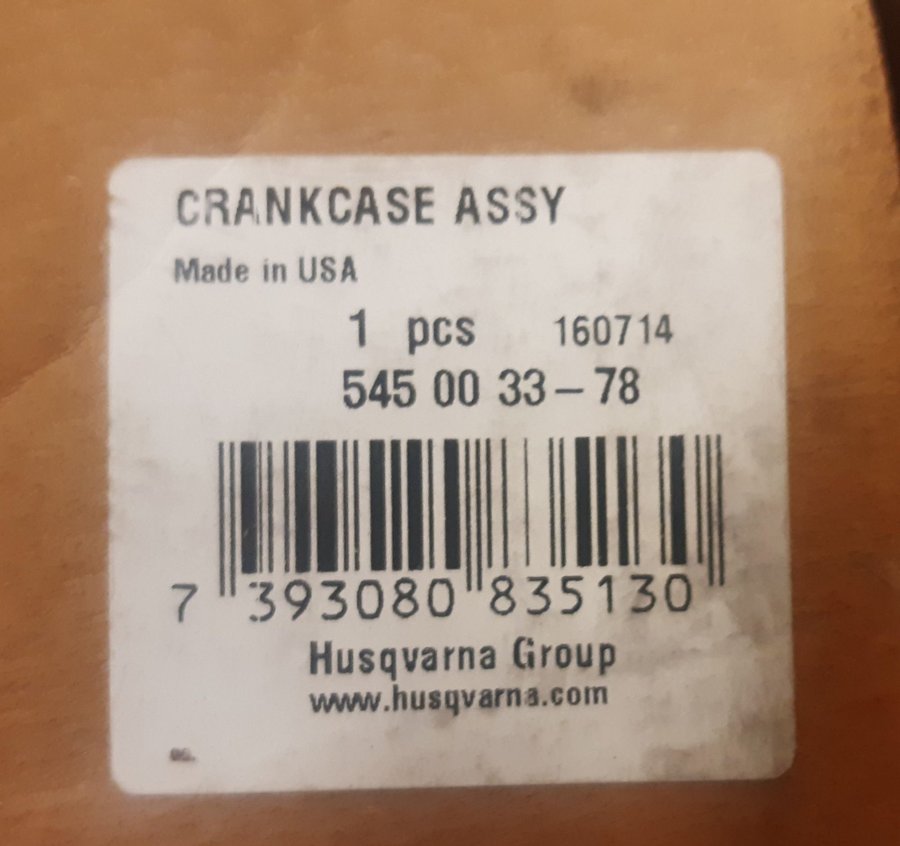 CRANKCASE ASSY
Made in USA
1 pcs 160714
545 00 33-78
7 393080 835130
Husqvarna Group
www.husqvarna.com